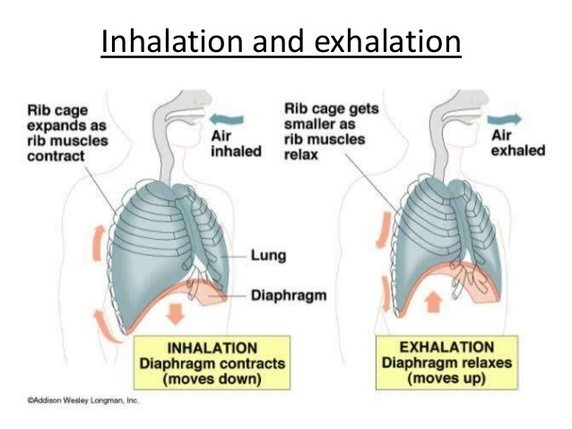 Inhalation and exhalation
Rib cage
expands as
rib muscles
contract
Air
inhaled
Lung
Diaphragm
INHALATION
Diaphragm contracts
(moves down)
Rib cage gets
smaller as
rib muscles
relax
Air
exhaled
EXHALATION
Diaphragm relaxes
(moves up)
©Addison Wesley Longman, Inc.